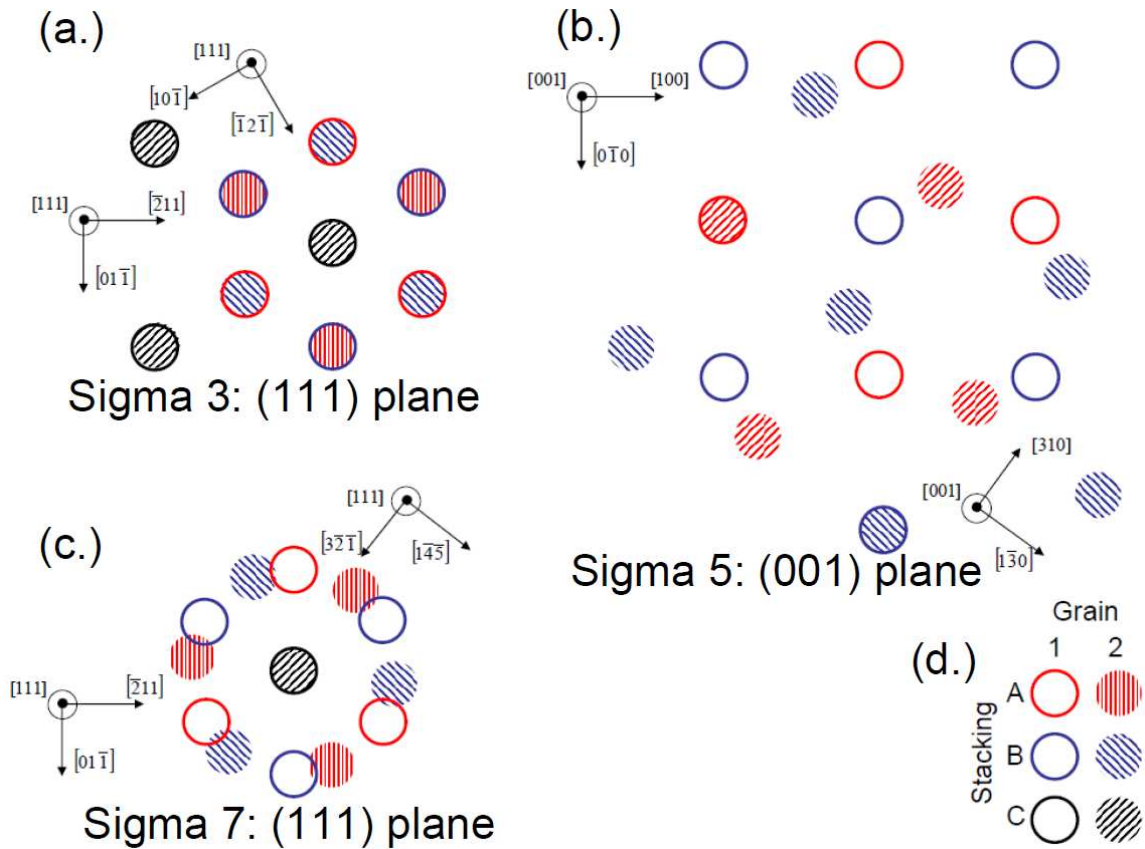 (a.)
[111]
[101̅]
[1̅21̅]
[111]
[2̅11]
[011̅]
Sigma 3: (111) plane
(b.)
[001]
[100]
[01̅0]
[310]
[001]
[13̅0]
Sigma 5: (001) plane
(c.)
[111]
[32̅1̅]
[14̅5̅]
[111]
[2̅11]
[011̅]
Sigma 7: (111) plane
(d.)
Grain
1 2
Stacking
A
B
C